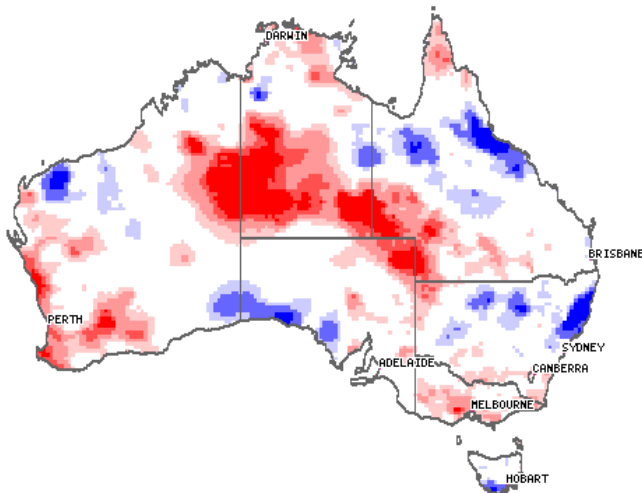 DARWIN
BRISBANE
PERTH
SYDNEY
ADELAIDE
CANBERRA
MELBOURNE
HOBART